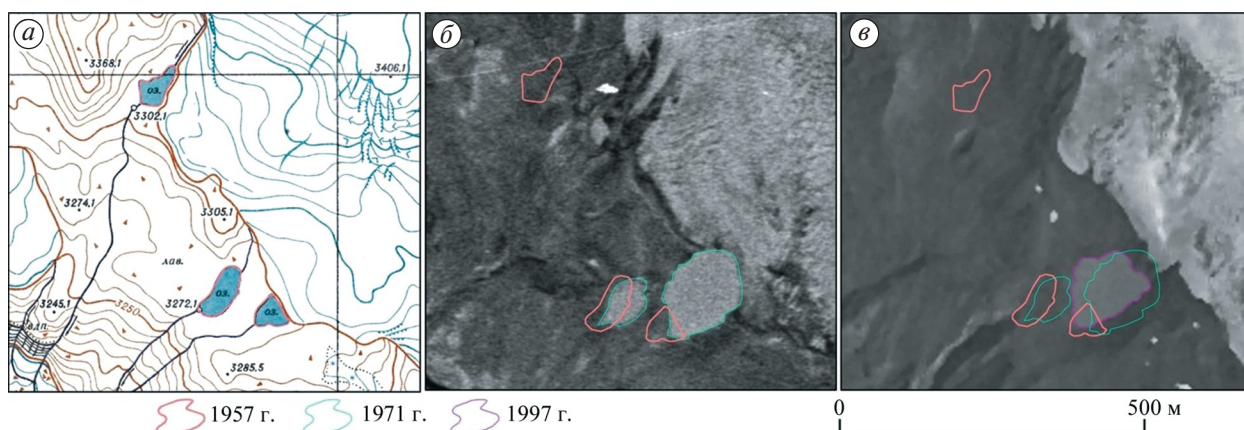 а
б
в
3368,1
3406,1
оз.
3302,1
3274,1
3305,1
лав.
оз.
3272,1
3250
оз.
3245,1
3285,5
1957 г.
1971 г.
1997 г.
0
500 м